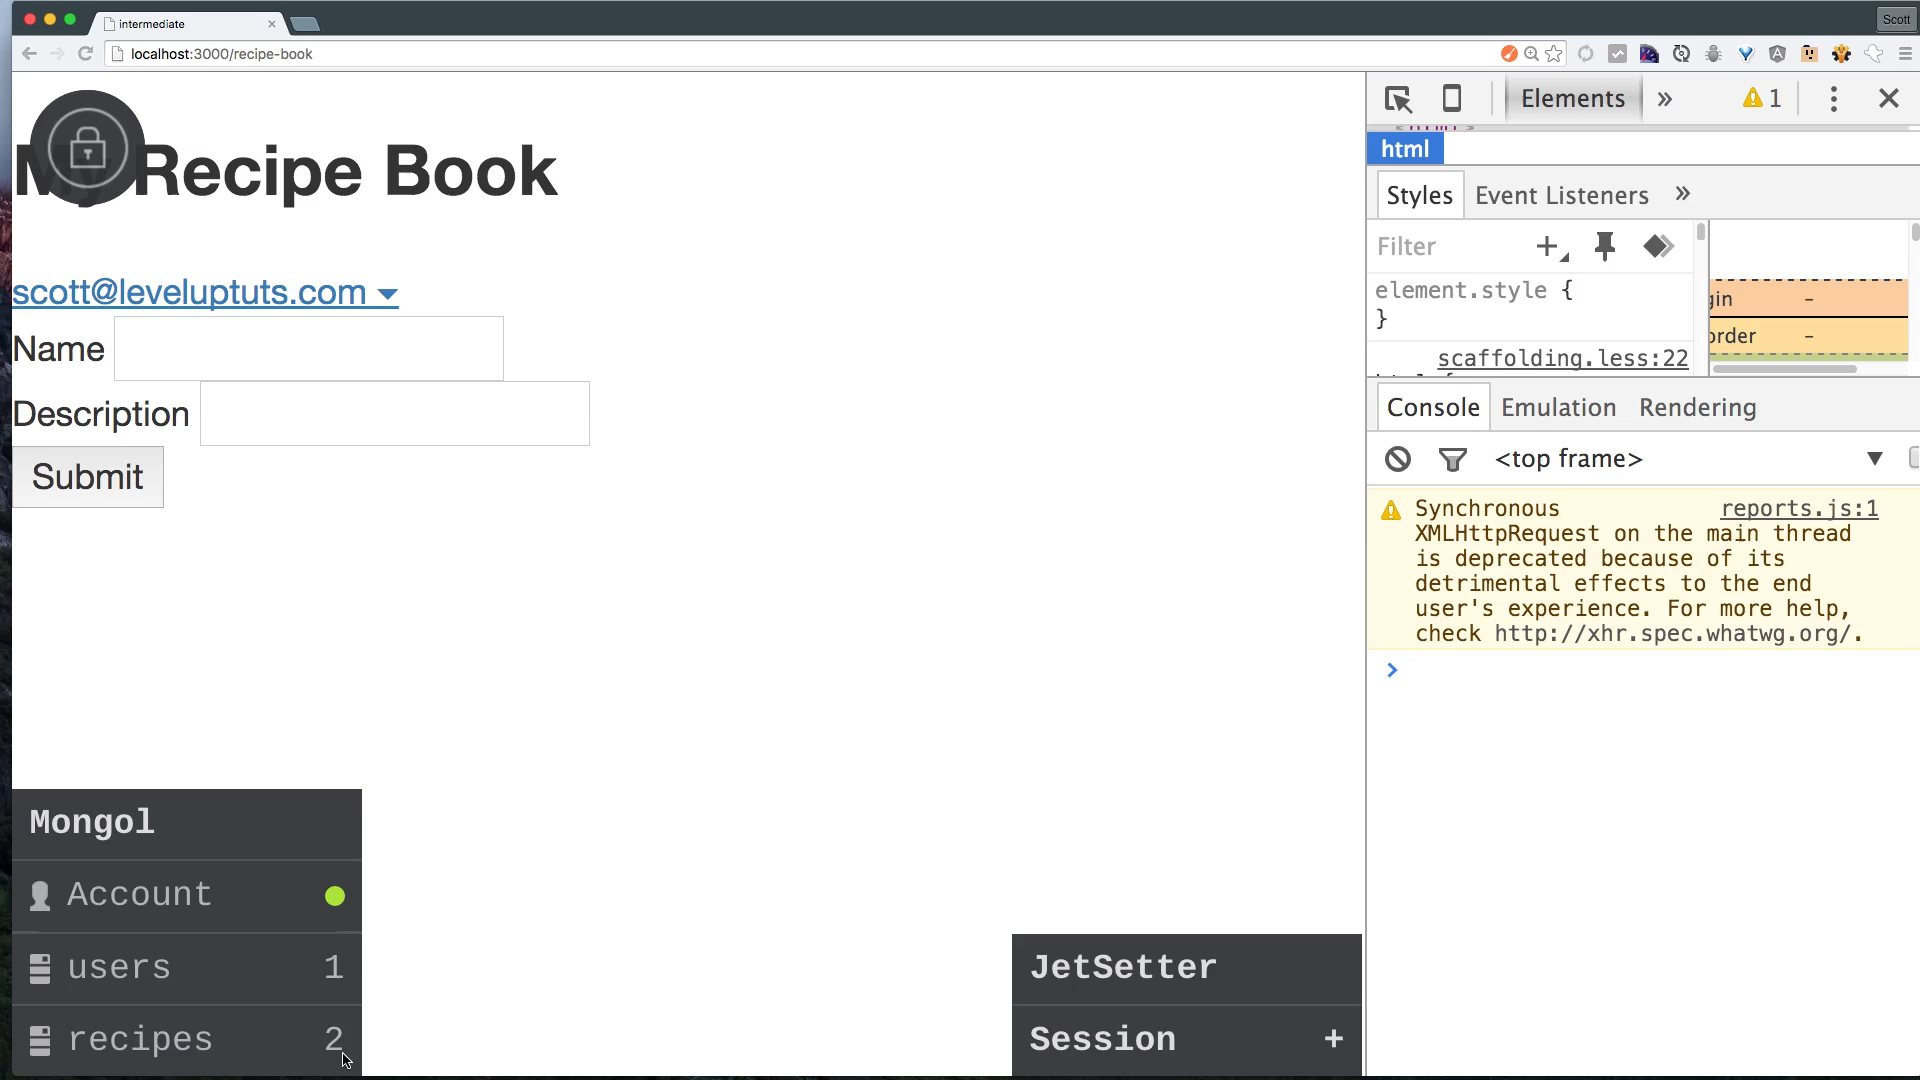 intermediate
Scott
localhost:3000/recipe-book
My Recipe Book
scott@leveluptuts.com
Name
Description
Submit
Mongol
Account
users 1
recipes 2
JetSetter
Session +
Elements » 1
html
Styles Event Listeners »
Filter
element.style {
}
scaffolding.less:22
gin -
order -
Console Emulation Rendering
<top frame>
Synchronous reports.js:1
XMLHttpRequest on the main thread
is deprecated because of its
detrimental effects to the end
user's experience. For more help,
check http://xhr.spec.whatwg.org/.